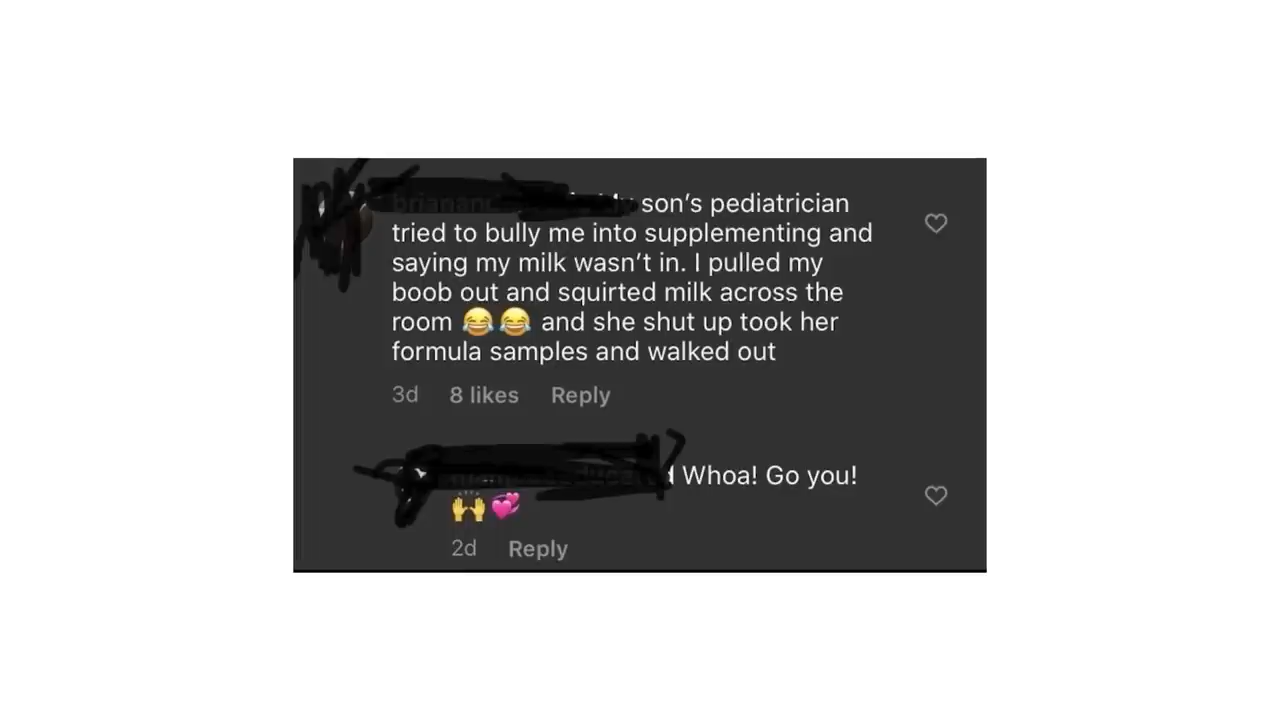 son’s pediatrician
tried to bully me into supplementing and
saying my milk wasn’t in. I pulled my
boob out and squirted milk across the
room 😂😂 and she shut up took her
formula samples and walked out
3d 8 likes Reply
Whoa! Go you!
🙌💞
2d Reply